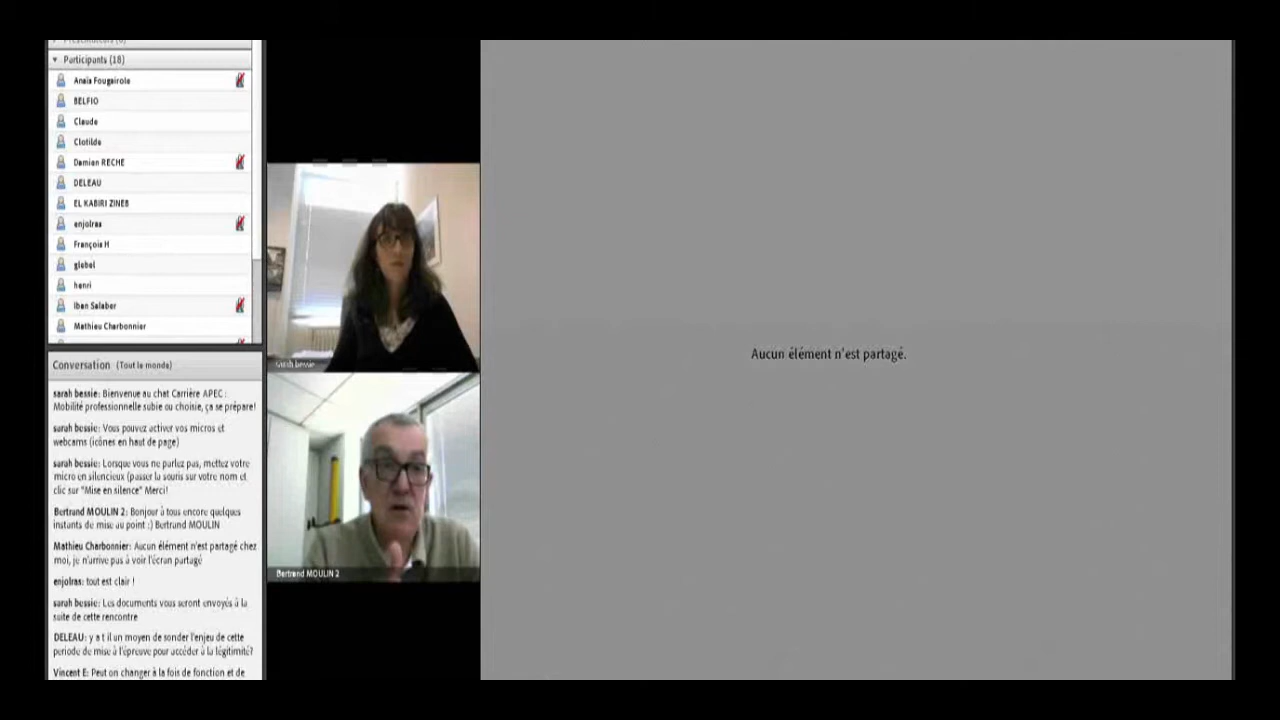 Participants (18)
Anaïs Fougairole
BELFIO
Claude
Clotilde
Damien RECHE
DELEAU
EL KABIRI ZINEB
enjolras
François H
glebel
henri
Iban Salaber
Mathieu Charbonnier
Conversation (Tout le monde)
sarah bessie: Bienvenue au chat Carrière APEC :
Mobilité professionnelle subie ou choisie, ça se prépare!
sarah bessie: Vous pouvez activer vos micros et
webcams (icônes en haut de page)
sarah bessie: Lorsque vous ne parlez pas, mettez votre
micro en silencieux (passer la souris sur votre nom et
clic sur "Mise en silence" Merci!
Bertrand MOULIN 2: Bonjour à tous encore quelques
instants de mise au point :) Bertrand MOULIN
Mathieu Charbonnier: Aucun élément n'est partagé chez
moi, je n'arrive pas à voir l'écran partagé
enjolras: tout est clair !
sarah bessie: Les documents vous seront envoyés à la
suite de cette rencontre
DELEAU: y a t il un moyen de sonder l'enjeu de cette
periode de mise à l'épreuve pour accéder à la légitimité?
Vincent E: Peut on changer à la fois de fonction et de
sarah bessie
Bertrand MOULIN 2
Aucun élément n'est partagé.